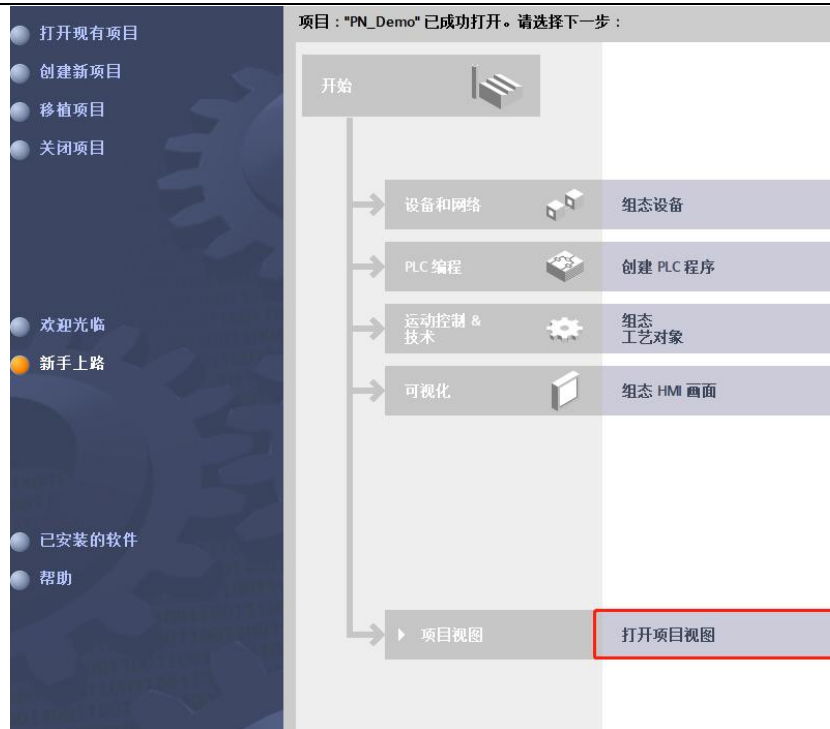 打开现有项目
创建新项目
移植项目
关闭项目
欢迎光临
新手上路
已安装的软件
帮助
项目："PN_Demo" 已成功打开。请选择下一步：
开始
设备和网络
组态设备
PLC 编程
创建 PLC 程序
运动控制 &
技术
组态
工艺对象
可视化
组态 HMI 画面
项目视图
打开项目视图